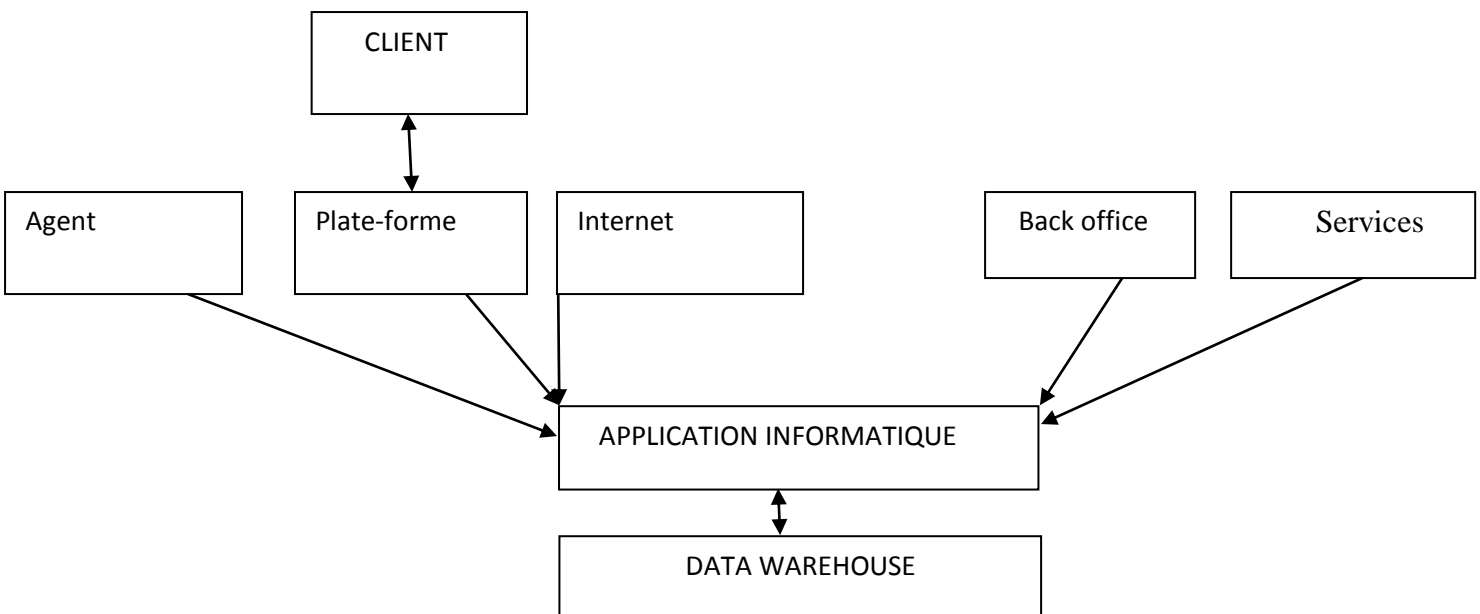 CLIENT
Agent
Plate-forme
Internet
Back office
Services
APPLICATION INFORMATIQUE
DATA WAREHOUSE